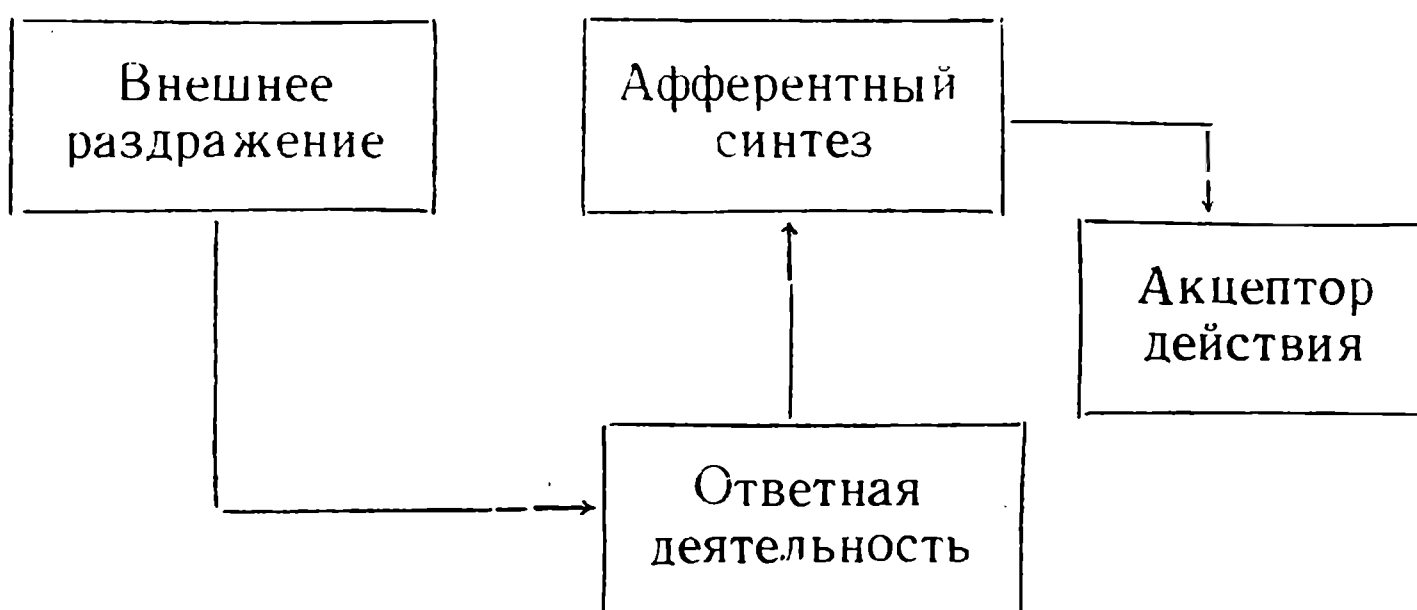 Внешнее
раздражение
Афферентный
синтез
Акцептор
действия
Ответная
деятельность